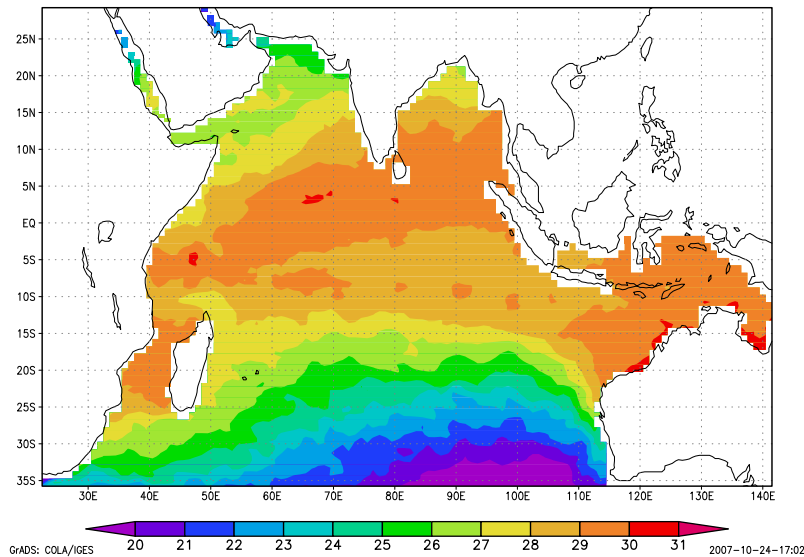 25N
20N
15N
10N
5N
EQ
5S
10S
15S
20S
25S
30S
35S
30E 40E 50E 60E 70E 80E 90E 100E 110E 120E 130E 140E
20 21 22 23 24 25 26 27 28 29 30 31
GrADS: COLA/IGES 2007-10-24-17:02